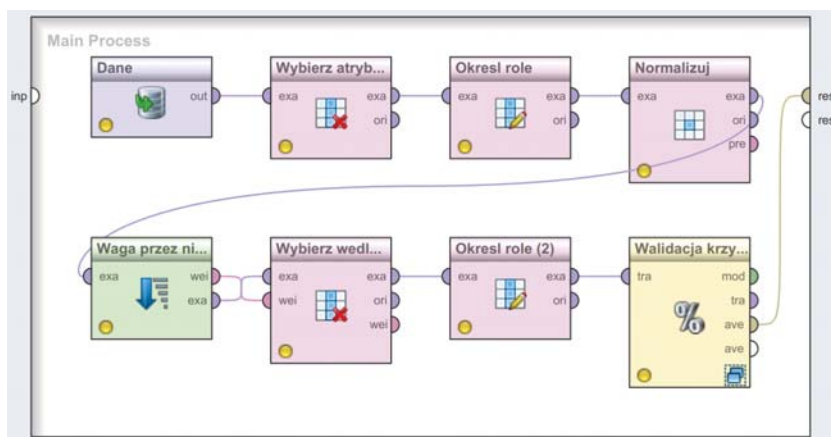 Main Process
Dane
Wybierz atryb...
Okresl role
Normalizuj
inp
out
exa
exa
ori
exa
exa
ori
exa
exa
ori
pre
res
res
Waga przez ni...
Wybierz wedl...
Okresl role (2)
Walidacja krzy...
exa
wei
exa
exa
wei
exa
ori
wei
exa
exa
ori
tra
mod
tra
ave
ave
%